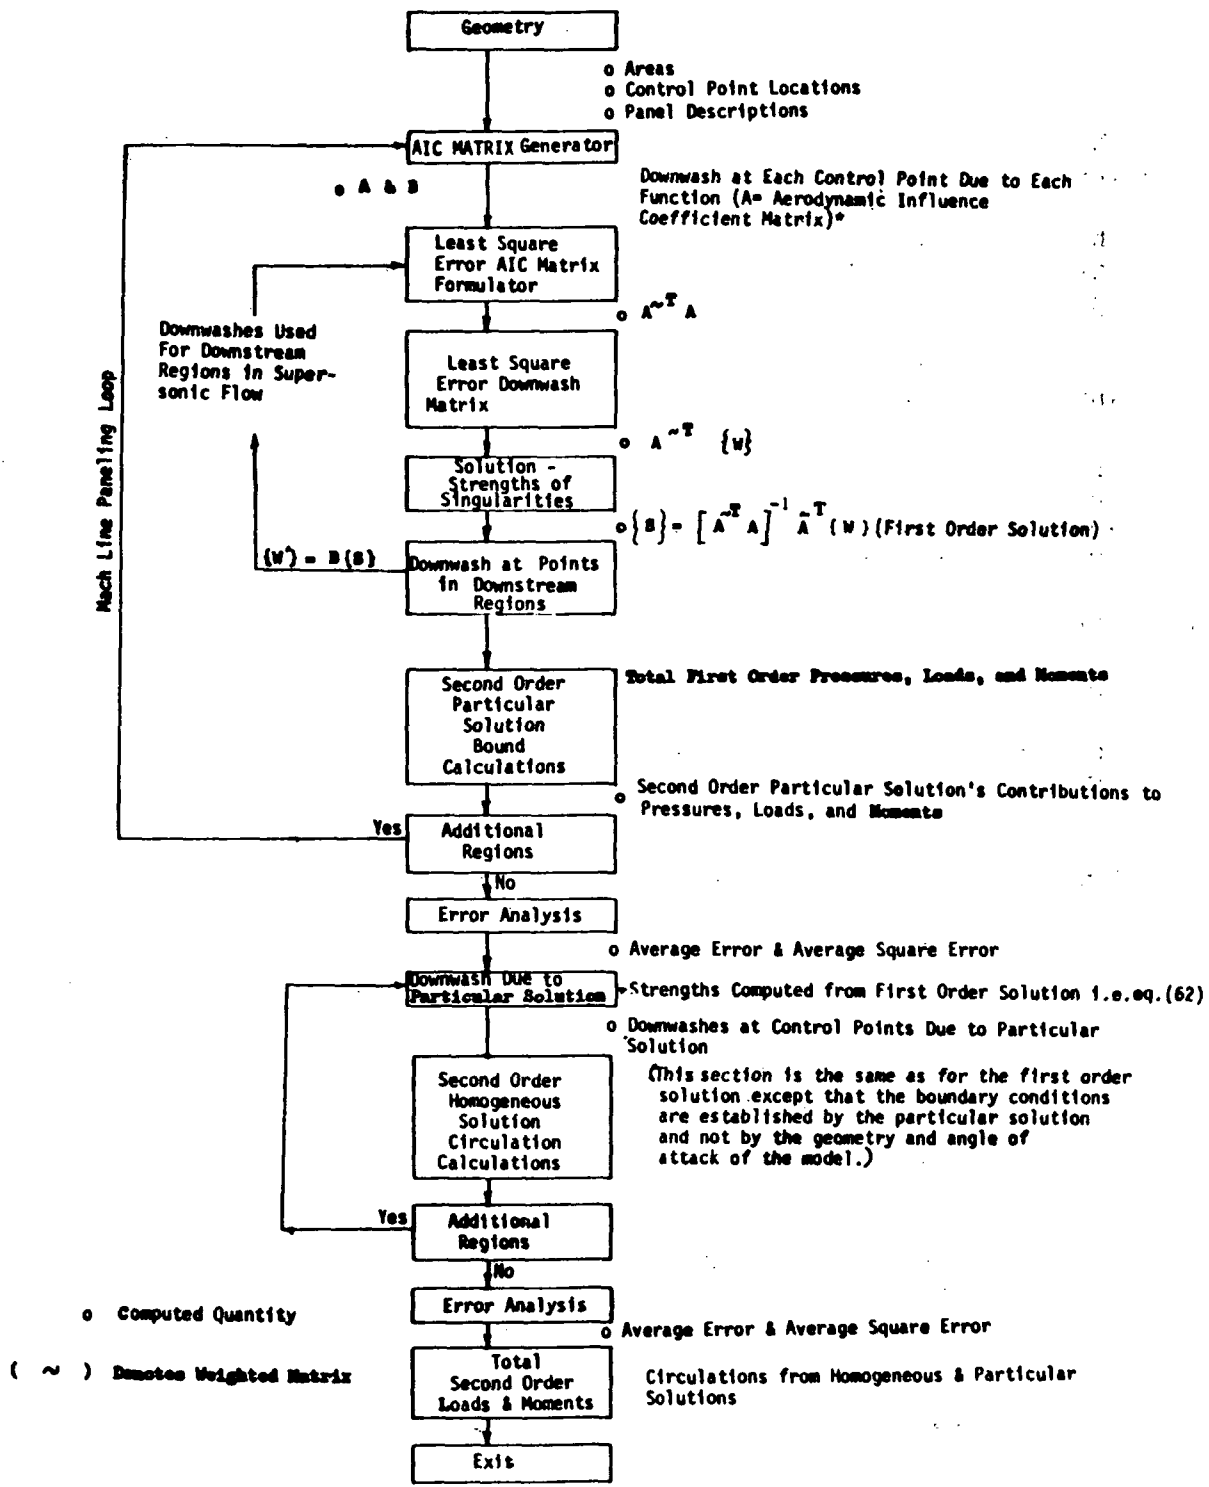 Geometry
o Areas
o Control Point Locations
o Panel Descriptions
AIC MATRIX Generator
o A & B
Downwash at Each Control Point Due to Each
Function (A= Aerodynamic Influence
Coefficient Matrix)*
Least Square
Error AIC Matrix
Formulator
o A~T A
Downwashes Used
For Downstream
Regions in Super-
sonic Flow
Least Square
Error Downwash
Matrix
o A~T {W}
Mach Line Paneling Loop
Solution -
Strengths of
Singularities
o {S} = [A~T A]-1 A~T (W) (First Order Solution)
(W') = B(S)
Downwash at Points
in Downstream
Regions
Second Order
Particular
Solution
Bound
Calculations
Total First Order Pressures, Loads, and Moments
o Second Order Particular Solution's Contributions to
Pressures, Loads, and Moments
Yes
Additional
Regions
No
Error Analysis
o Average Error & Average Square Error
Downwash Due to
Particular Solution
Strengths Computed from First Order Solution i.e.eq.(62)
o Downwashes at Control Points Due to Particular
Solution
Second Order
Homogeneous
Solution
Circulation
Calculations
(This section is the same as for the first order
solution except that the boundary conditions
are established by the particular solution
and not by the geometry and angle of
attack of the model.)
Yes
Additional
Regions
No
Error Analysis
o Computed Quantity
o Average Error & Average Square Error
( ~ ) Denotes Weighted Matrix
Total
Second Order
Loads & Moments
Circulations from Homogeneous & Particular
Solutions
Exit